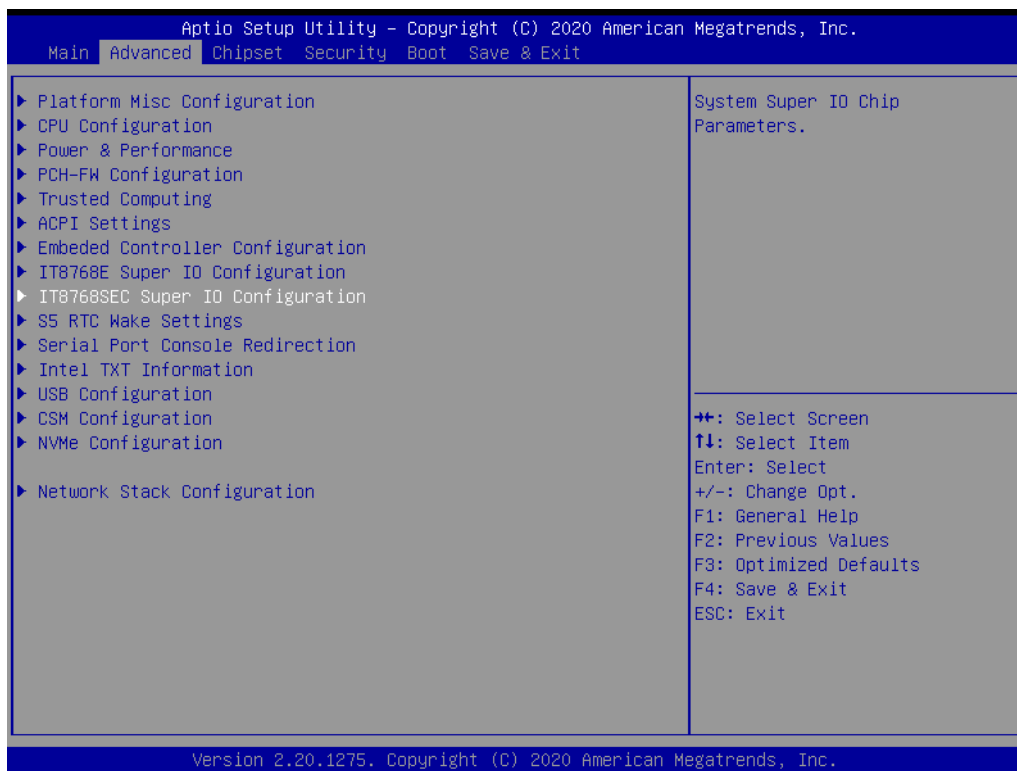 Aptio Setup Utility – Copyright (C) 2020 American Megatrends, Inc.
Main Advanced Chipset Security Boot Save & Exit
▶ Platform Misc Configuration
▶ CPU Configuration
▶ Power & Performance
▶ PCH-FW Configuration
▶ Trusted Computing
▶ ACPI Settings
▶ Embeded Controller Configuration
▶ IT8768E Super IO Configuration
▶ IT8768SEC Super IO Configuration
▶ S5 RTC Wake Settings
▶ Serial Port Console Redirection
▶ Intel TXT Information
▶ USB Configuration
▶ CSM Configuration
▶ NVMe Configuration
▶ Network Stack Configuration
System Super IO Chip
Parameters.
→←: Select Screen
↑↓: Select Item
Enter: Select
+/-: Change Opt.
F1: General Help
F2: Previous Values
F3: Optimized Defaults
F4: Save & Exit
ESC: Exit
Version 2.20.1275. Copyright (C) 2020 American Megatrends, Inc.